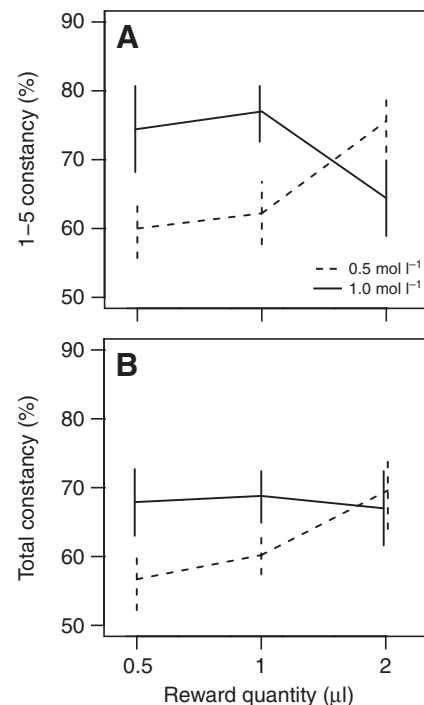 A
90
80
70
60
50
1–5 constancy (%)
0.5 mol l⁻¹
1.0 mol l⁻¹
B
90
80
70
60
50
Total constancy (%)
0.5 1 2
Reward quantity (μl)